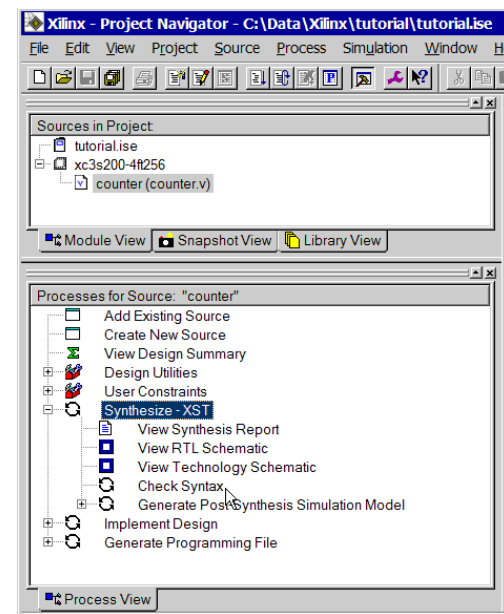 Xilinx - Project Navigator - C:\Data\Xilinx\tutorial\tutorial.ise
File Edit View Project Source Process Simulation Window H
Sources in Project
tutorial.ise
xc3s200-4ft256
counter (counter.v)
Module View Snapshot View Library View
Processes for Source: "counter"
Add Existing Source
Create New Source
View Design Summary
Design Utilities
User Constraints
Synthesize - XST
View Synthesis Report
View RTL Schematic
View Technology Schematic
Check Syntax
Generate Post-Synthesis Simulation Model
Implement Design
Generate Programming File
Process View